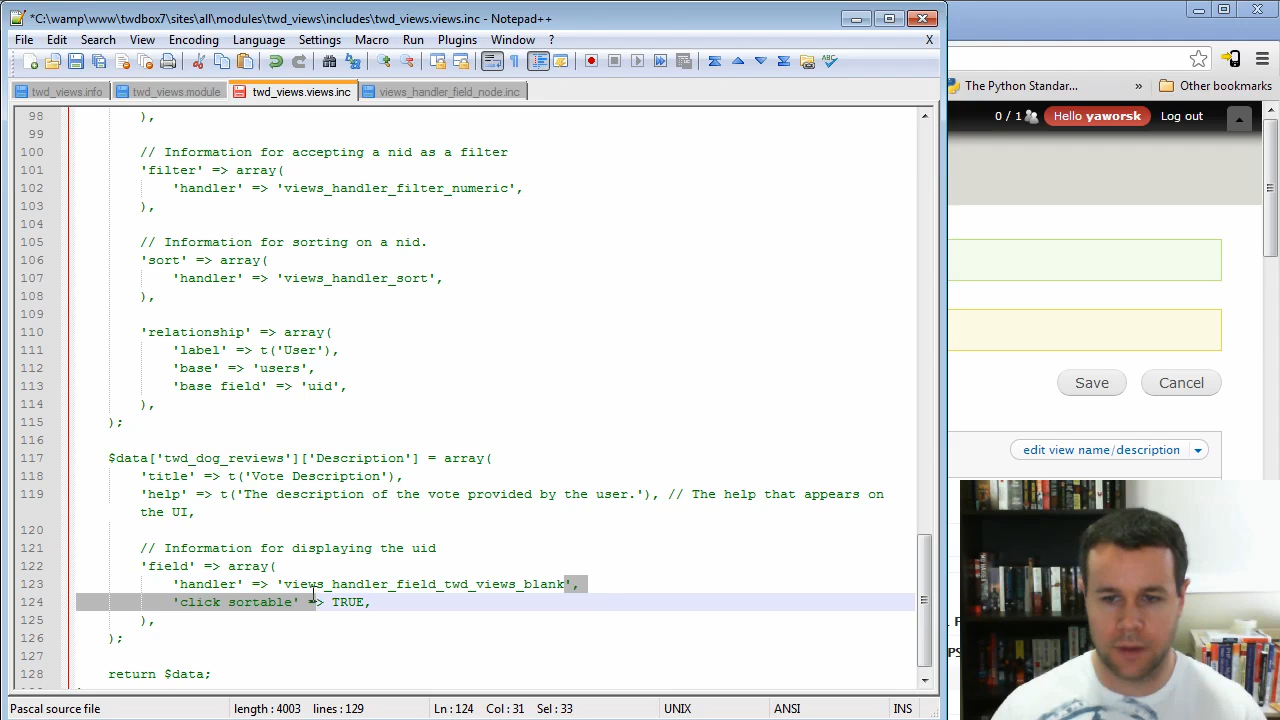 *C:\wamp\www\twdbox7\sites\all\modules\twd_views\includes\twd_views.views.inc - Notepad++
File Edit Search View Encoding Language Settings Macro Run Plugins Window ? X
twd_views.info twd_views.module twd_views.views.inc views_handler_field_node.inc
The Python Standar... » Other bookmarks
0 / 1 Hello yaworsk Log out
98 ),
99
100 // Information for accepting a nid as a filter
101 'filter' => array(
102 'handler' => 'views_handler_filter_numeric',
103 ),
104
105 // Information for sorting on a nid.
106 'sort' => array(
107 'handler' => 'views_handler_sort',
108 ),
109
110 'relationship' => array(
111 'label' => t('User'),
112 'base' => 'users',
113 'base field' => 'uid',
114 ),
115 );
116
117 $data['twd_dog_reviews']['Description'] = array(
118 'title' => t('Vote Description'),
119 'help' => t('The description of the vote provided by the user.'), // The help that appears on
the UI,
120
121 // Information for displaying the uid
122 'field' => array(
123 'handler' => 'views_handler_field_twd_views_blank',
124 'click sortable' => TRUE,
125 ),
126 );
127
128 return $data;
Save Cancel
edit view name/description
Pascal source file length : 4003 lines : 129 Ln : 124 Col : 31 Sel : 33 UNIX ANSI INS